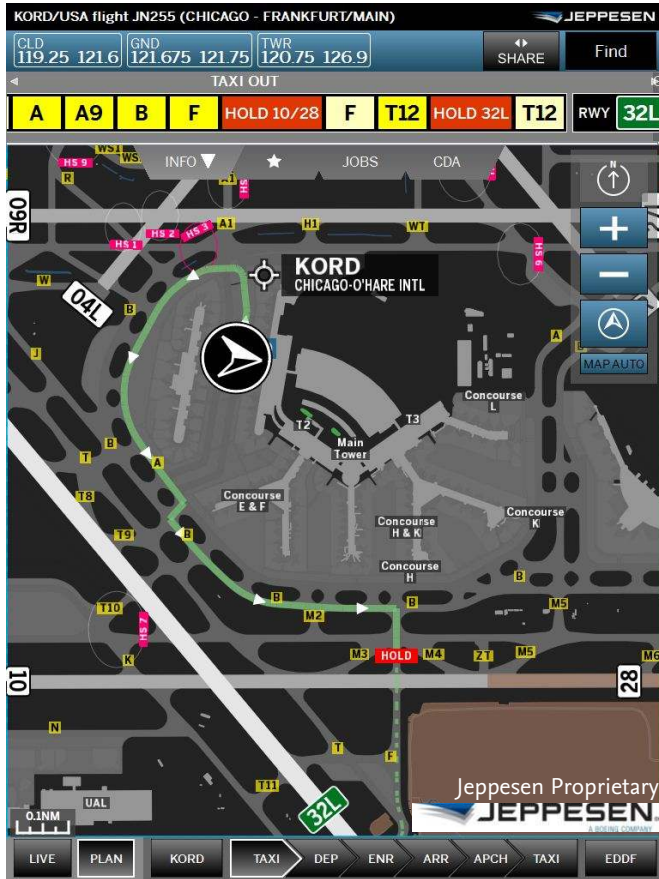 KORD/USA flight JN255 (CHICAGO - FRANKFURT/MAIN)
JEPPESEN
CLD
119.25 121.6
GND
121.675 121.75
TWR
120.75 126.9
SHARE
Find
TAXI OUT
A A9 B F HOLD 10/28 F T12 HOLD 32L T12 RWY 32L
WS1
WS
HS 9
R
INFO
JOBS
CDA
09R
HS 1
HS 2
HS 3
A1
H1
WT
HS 6
N
MAP AUTO
W
04L
B
J
A
KORD
CHICAGO-O'HARE INTL
Concourse
L
T2
T3
Main
Tower
B
T
A
T8
T9
B
Concourse
E & F
Concourse
H & K
Concourse
K
Concourse
H
B
T10
HS 7
K
B
M2
B
M5
M3
HOLD
M4
ZT
M5
M6
10
28
N
T
F
T11
UAL
32L
0.1NM
Jeppesen Proprietary
JEPPESEN.
A BOEING COMPANY
LIVE
PLAN
KORD
TAXI
DEP
ENR
ARR
APCH
TAXI
EDDF